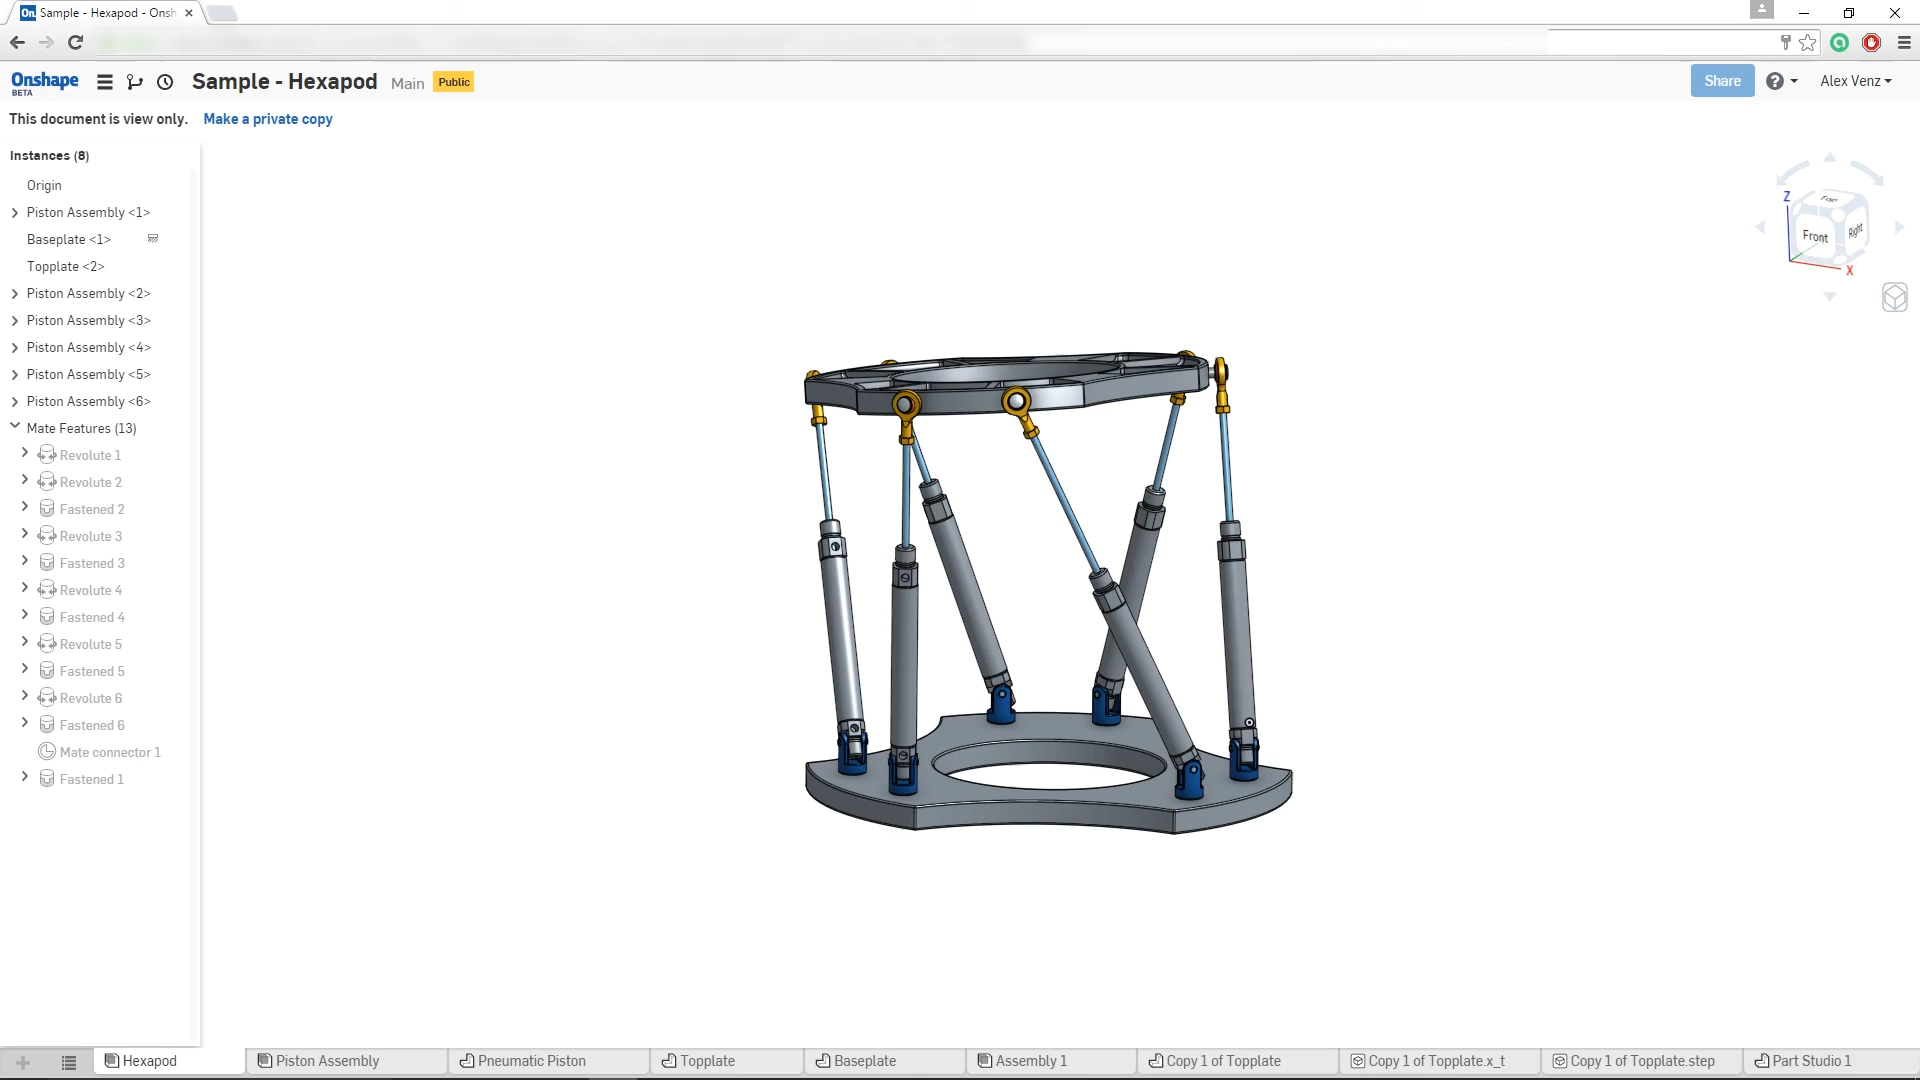 On. Sample - Hexapod - Onsh
Onshape
BETA
Sample - Hexapod Main Public
Share
Alex Venz
This document is view only. Make a private copy
Instances (8)
Origin
Piston Assembly <1>
Baseplate <1>
Topplate <2>
Piston Assembly <2>
Piston Assembly <3>
Piston Assembly <4>
Piston Assembly <5>
Piston Assembly <6>
Mate Features (13)
Revolute 1
Revolute 2
Fastened 2
Revolute 3
Fastened 3
Revolute 4
Fastened 4
Revolute 5
Fastened 5
Revolute 6
Fastened 6
Mate connector 1
Fastened 1
Z
Top
Front
Right
X
Hexapod
Piston Assembly
Pneumatic Piston
Topplate
Baseplate
Assembly 1
Copy 1 of Topplate
Copy 1 of Topplate.x_t
Copy 1 of Topplate.step
Part Studio 1